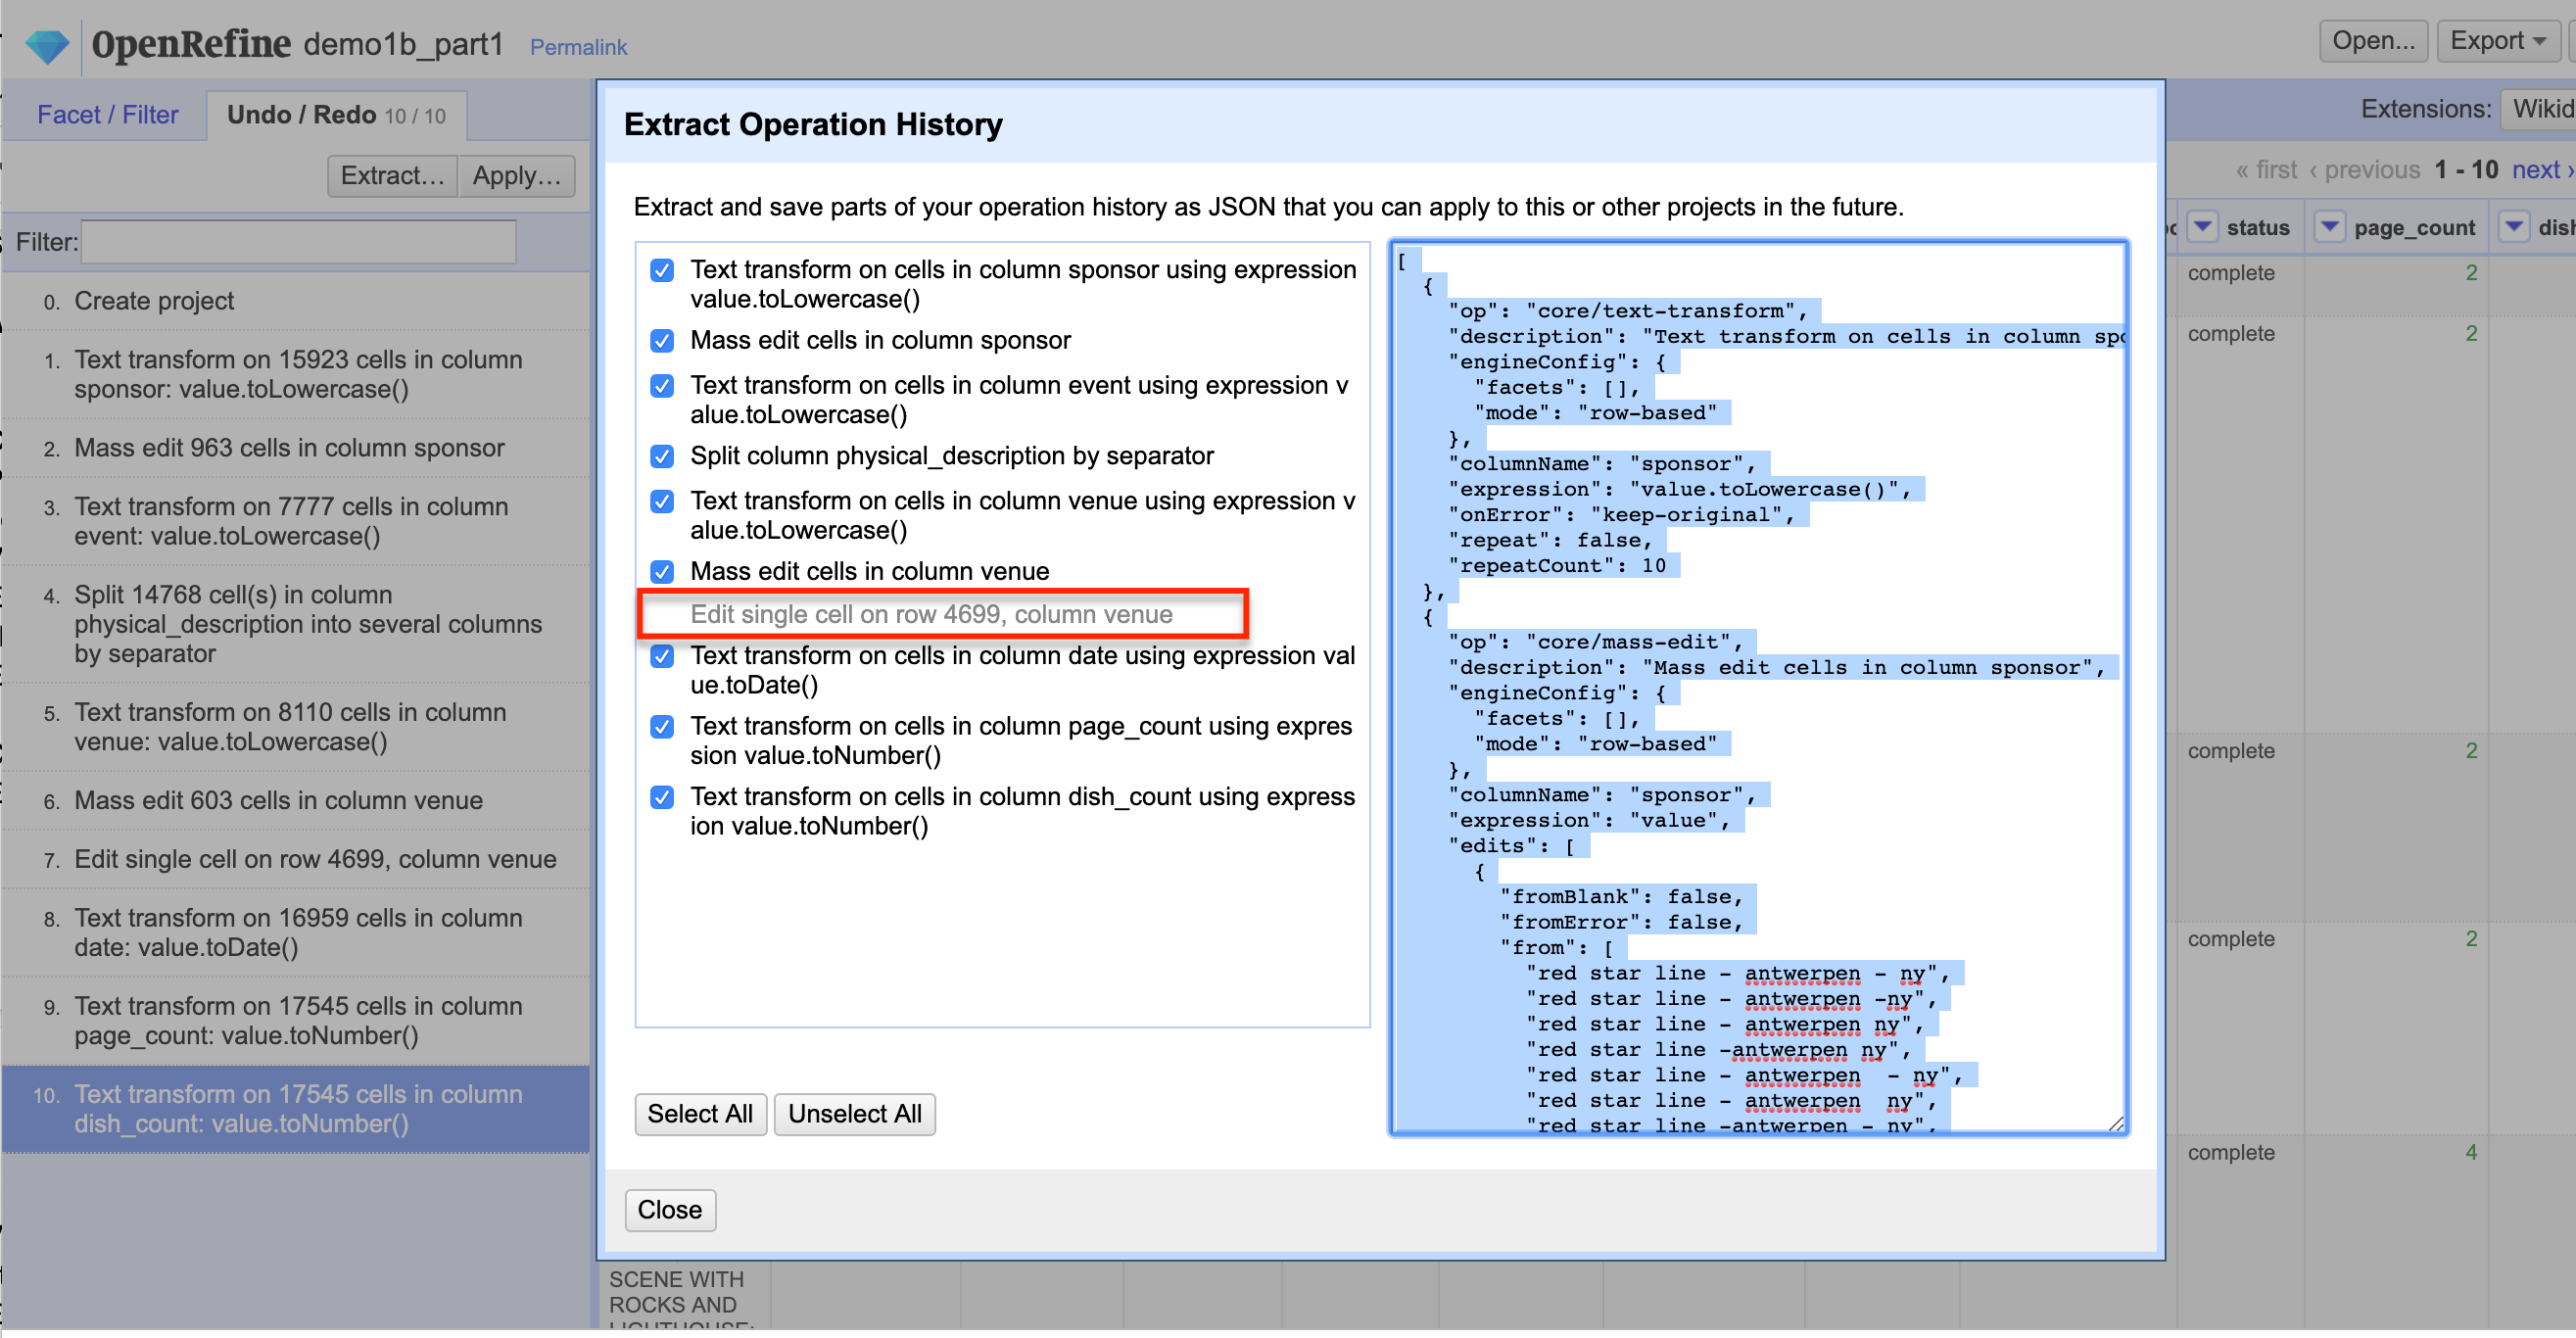 OpenRefine demo1b_part1 Permalink
Open... Export
Facet / Filter
Undo / Redo 10 / 10
Extensions:
Extract... Apply...
« first ‹ previous 1 - 10 next ›
Filter:
status page_count
0. Create project
1. Text transform on 15923 cells in column
sponsor: value.toLowercase()
2. Mass edit 963 cells in column sponsor
3. Text transform on 7777 cells in column
event: value.toLowercase()
4. Split 14768 cell(s) in column
physical_description into several columns
by separator
5. Text transform on 8110 cells in column
venue: value.toLowercase()
6. Mass edit 603 cells in column venue
7. Edit single cell on row 4699, column venue
8. Text transform on 16959 cells in column
date: value.toDate()
9. Text transform on 17545 cells in column
page_count: value.toNumber()
10. Text transform on 17545 cells in column
dish_count: value.toNumber()
Extract Operation History
Extract and save parts of your operation history as JSON that you can apply to this or other projects in the future.
Text transform on cells in column sponsor using expression
value.toLowercase()
Mass edit cells in column sponsor
Text transform on cells in column event using expression v
alue.toLowercase()
Split column physical_description by separator
Text transform on cells in column venue using expression v
alue.toLowercase()
Mass edit cells in column venue
Edit single cell on row 4699, column venue
Text transform on cells in column date using expression val
ue.toDate()
Text transform on cells in column page_count using expres
sion value.toNumber()
Text transform on cells in column dish_count using express
ion value.toNumber()
Select All Unselect All
Close
[
{
"op": "core/text-transform",
"description": "Text transform on cells in column
"engineConfig": {
"facets": [],
"mode": "row-based"
},
"columnName": "sponsor",
"expression": "value.toLowercase()",
"onError": "keep-original",
"repeat": false,
"repeatCount": 10
},
{
"op": "core/mass-edit",
"description": "Mass edit cells in column sponsor",
"engineConfig": {
"facets": [],
"mode": "row-based"
},
"columnName": "sponsor",
"expression": "value",
"edits": [
{
"fromBlank": false,
"fromError": false,
"from": [
"red star line - antwerpen - ny",
"red star line - antwerpen -ny",
"red star line - antwerpen ny",
"red star line -antwerpen ny",
"red star line - antwerpen  - ny",
"red star line - antwerpen  ny",
"red star line -antwerpen - ny",
complete 2
complete 2
complete 2
complete 2
complete 4
SCENE WITH
ROCKS AND